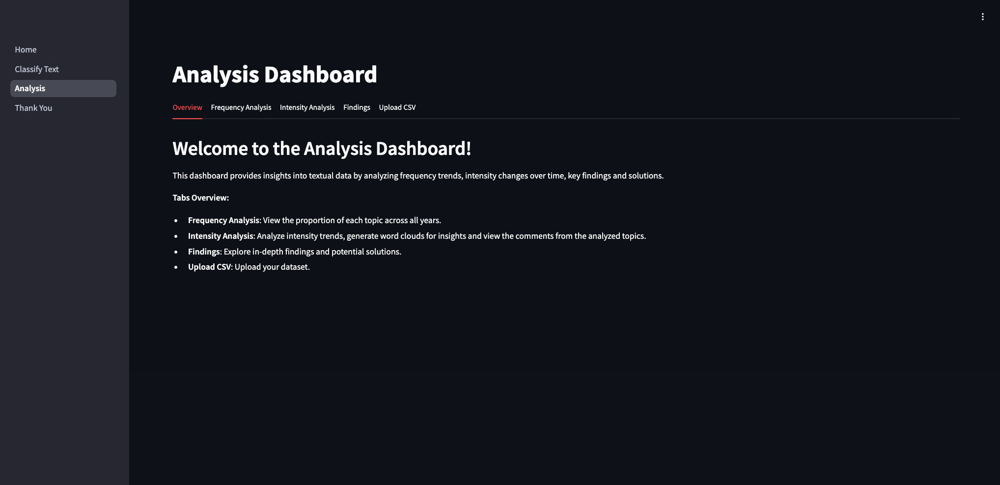 Home
Classify Text
Analysis
Thank You
Analysis Dashboard
Overview Frequency Analysis Intensity Analysis Findings Upload CSV
Welcome to the Analysis Dashboard!
This dashboard provides insights into textual data by analyzing frequency trends, intensity changes over time, key findings and solutions.
Tabs Overview:
• Frequency Analysis: View the proportion of each topic across all years.
• Intensity Analysis: Analyze intensity trends, generate word clouds for insights and view the comments from the analyzed topics.
• Findings: Explore in-depth findings and potential solutions.
• Upload CSV: Upload your dataset.